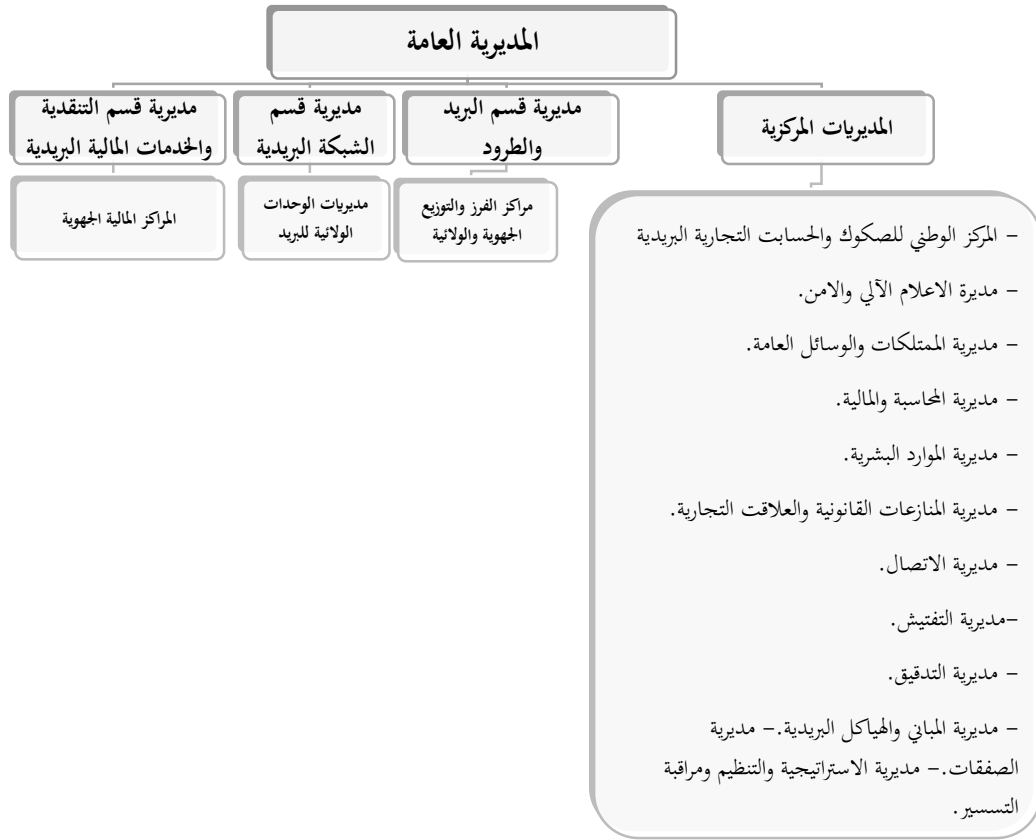 المديرية العامة
المديريات المركزية
مديرية قسم البريد
والطرود
مديرية قسم
الشبكة البريدية
مديرية قسم التنقدية
والخدمات المالية البريدية
مراكز الفرز والتوزيع
الجهوية والولائية
مديريات الوحدات
الولائية للبريد
المراكز المالية الجهوية
– المركز الوطني للصكوك والحسابت التجارية البريدية
– مديرة الاعلام الآلي والامن.
– مديرية الممتلكات والوسائل العامة.
– مديرية المحاسبة والمالية.
– مديرية الموارد البشرية.
– مديرية المنازعات القانونية والعلاقت التجارية.
– مديرية الاتصال.
–مديرية التفتيش.
– مديرية التدقيق.
– مديرية المباني والهياكل البريدية.– مديرية
الصفقات.– مديرية الاستراتيجية والتنظيم ومراقبة
التسسير.